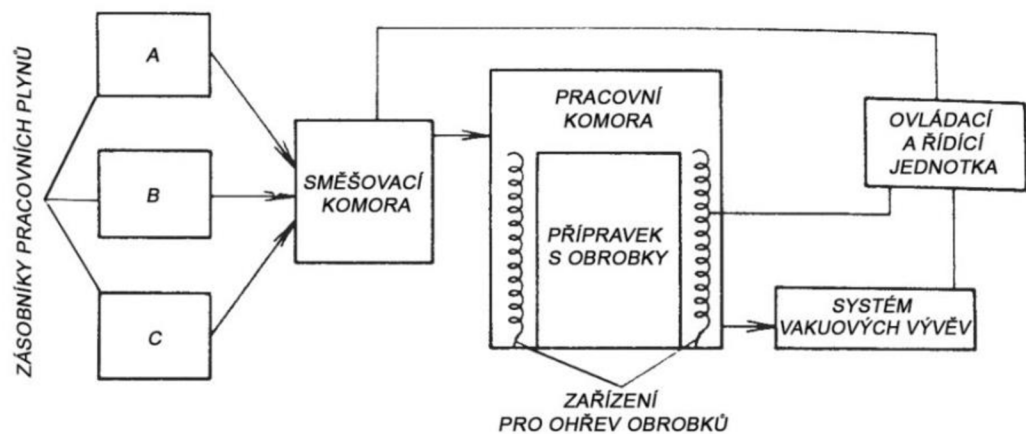 ZÁSOBNÍKY PRACOVNÍCH PLYNŮ
A
B
C
SMĚŠOVACÍ
KOMORA
PRACOVNÍ
KOMORA
PŘÍPRAVEK
S OBROBKY
OVLÁDACÍ
A ŘÍDÍCÍ
JEDNOTKA
SYSTÉM
VAKUOVÝCH VÝVĚV
ZAŘÍZENÍ
PRO OHŘEV OBROBKŮ